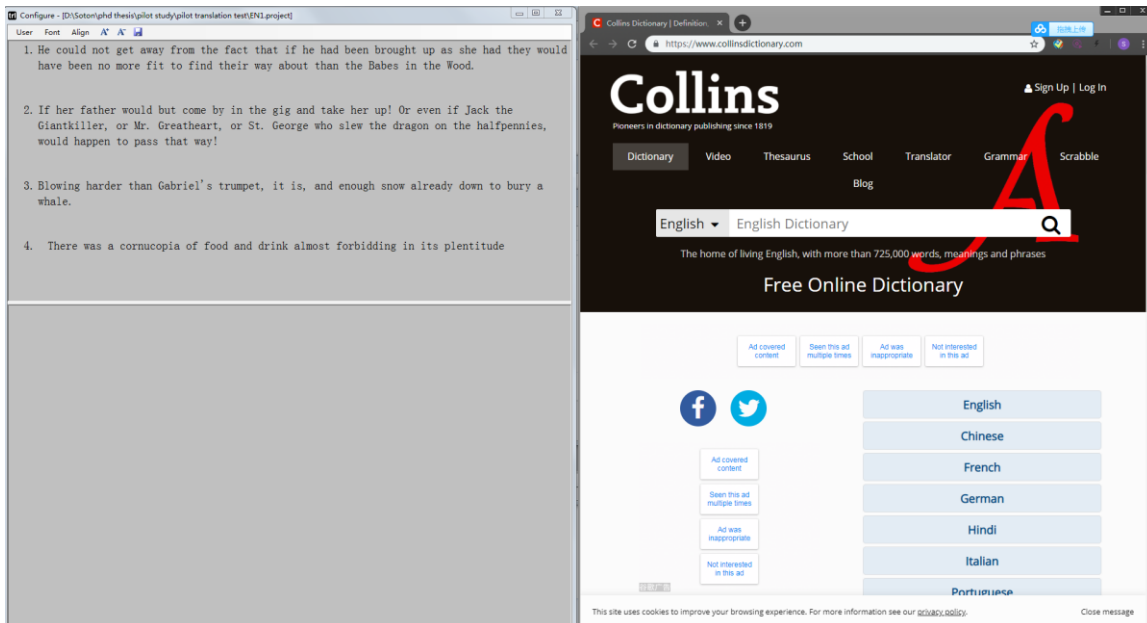 Configure - [D:\Soton\phd thesis\pilot study\pilot translation test\EN1.project]
User Font Align A A
1. He could not get away from the fact that if he had been brought up as she had they would
have been no more fit to find their way about than the Babes in the Wood.
2. If her father would but come by in the gig and take her up! Or even if Jack the
Giantkiller, or Mr. Greatheart, or St. George who slew the dragon on the halfpennies,
would happen to pass that way!
3. Blowing harder than Gabriel's trumpet, it is, and enough snow already down to bury a
whale.
4. There was a cornucopia of food and drink almost forbidding in its plentitude
Collins Dictionary | Definition,
拖拽上传
https://www.collinsdictionary.com
Collins
Pioneers in dictionary publishing since 1819
Sign Up | Log In
Dictionary Video Thesaurus School Translator Grammar Scrabble
Blog
English English Dictionary
The home of living English, with more than 725,000 words, meanings and phrases
Free Online Dictionary
Ad covered content
Seen this ad multiple times
Ad was inappropriate
Not interested in this ad
English
Chinese
French
German
Hindi
Italian
Portuguese
Ad covered content
Seen this ad multiple times
Ad was inappropriate
Not interested in this ad
This site uses cookies to improve your browsing experience. For more information see our privacy policy.
Close message